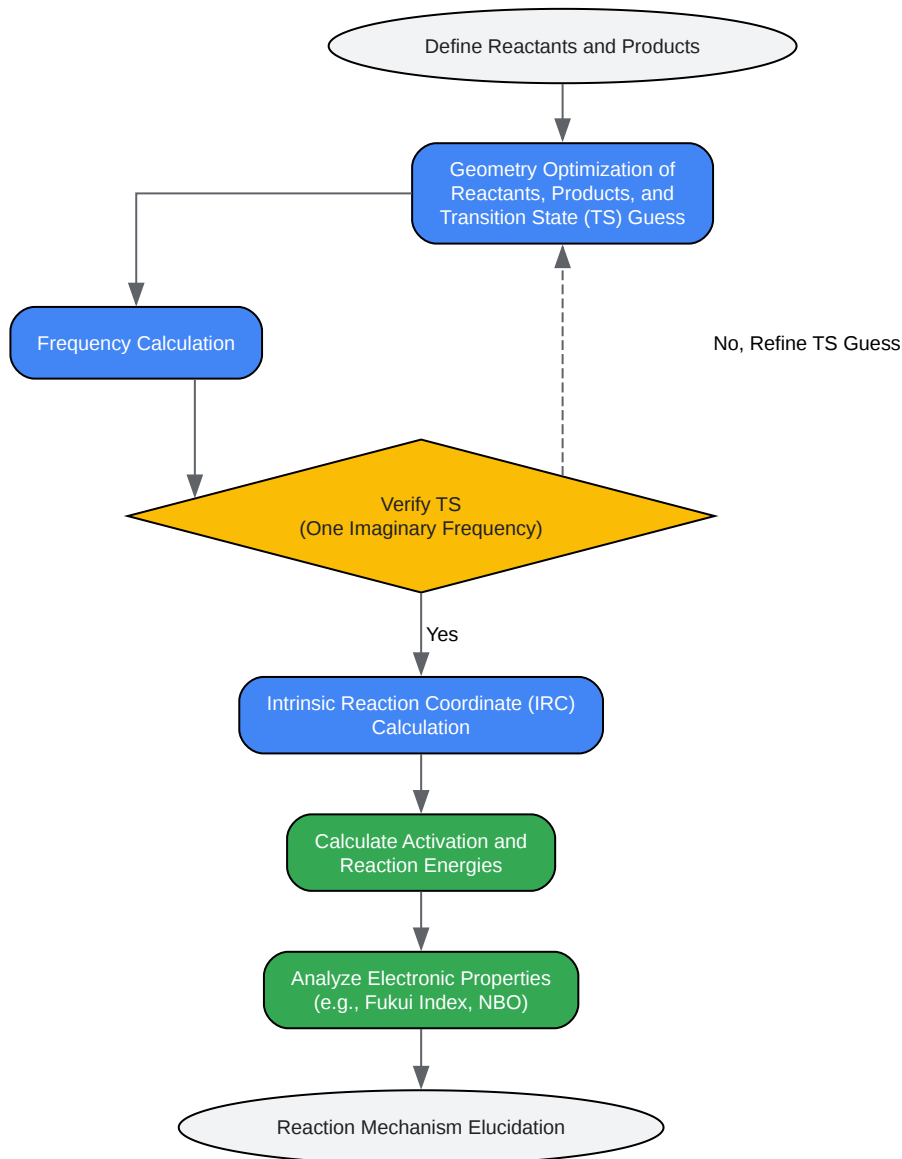 Define Reactants and Products
Geometry Optimization of
Reactants, Products, and
Transition State (TS) Guess
Frequency Calculation
No, Refine TS Guess
Verify TS
(One Imaginary Frequency)
Yes
Intrinsic Reaction Coordinate (IRC)
Calculation
Calculate Activation and
Reaction Energies
Analyze Electronic Properties
(e.g., Fukui Index, NBO)
Reaction Mechanism Elucidation